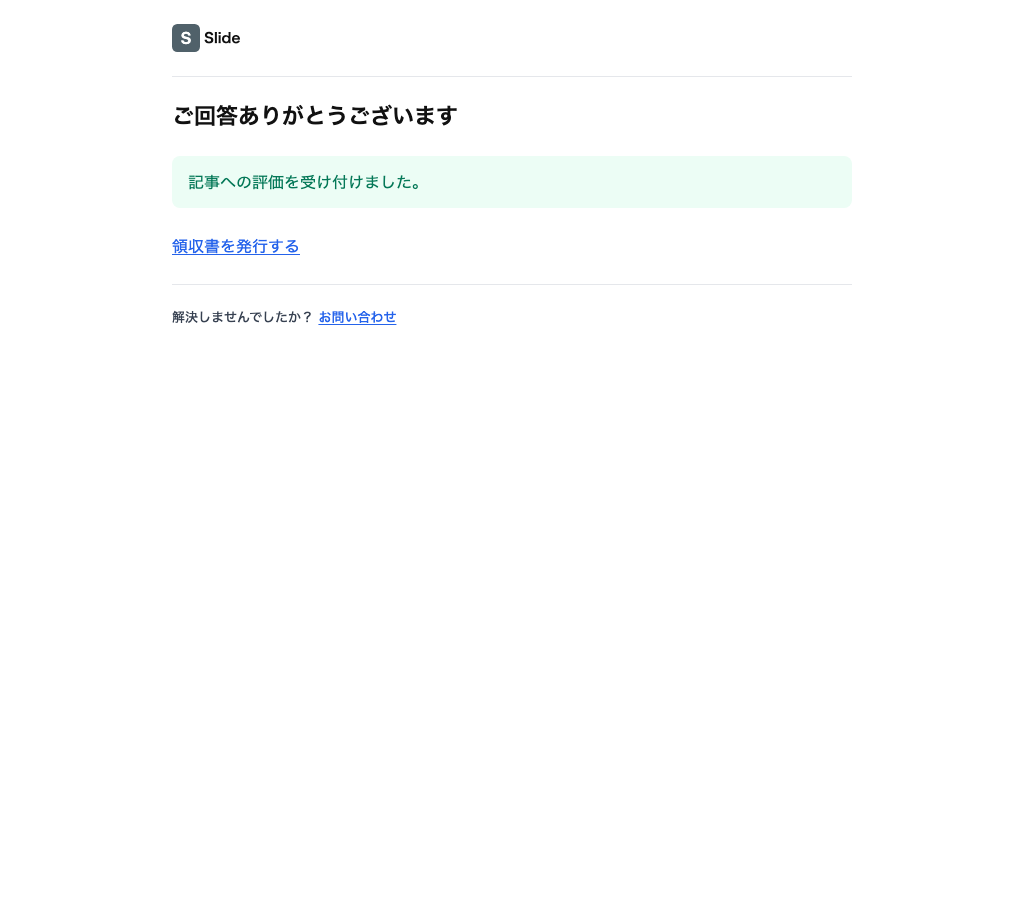 S Slide
ご回答ありがとうございます
記事への評価を受け付けました。
領収書を発行する
解決しませんでしたか？ お問い合わせ